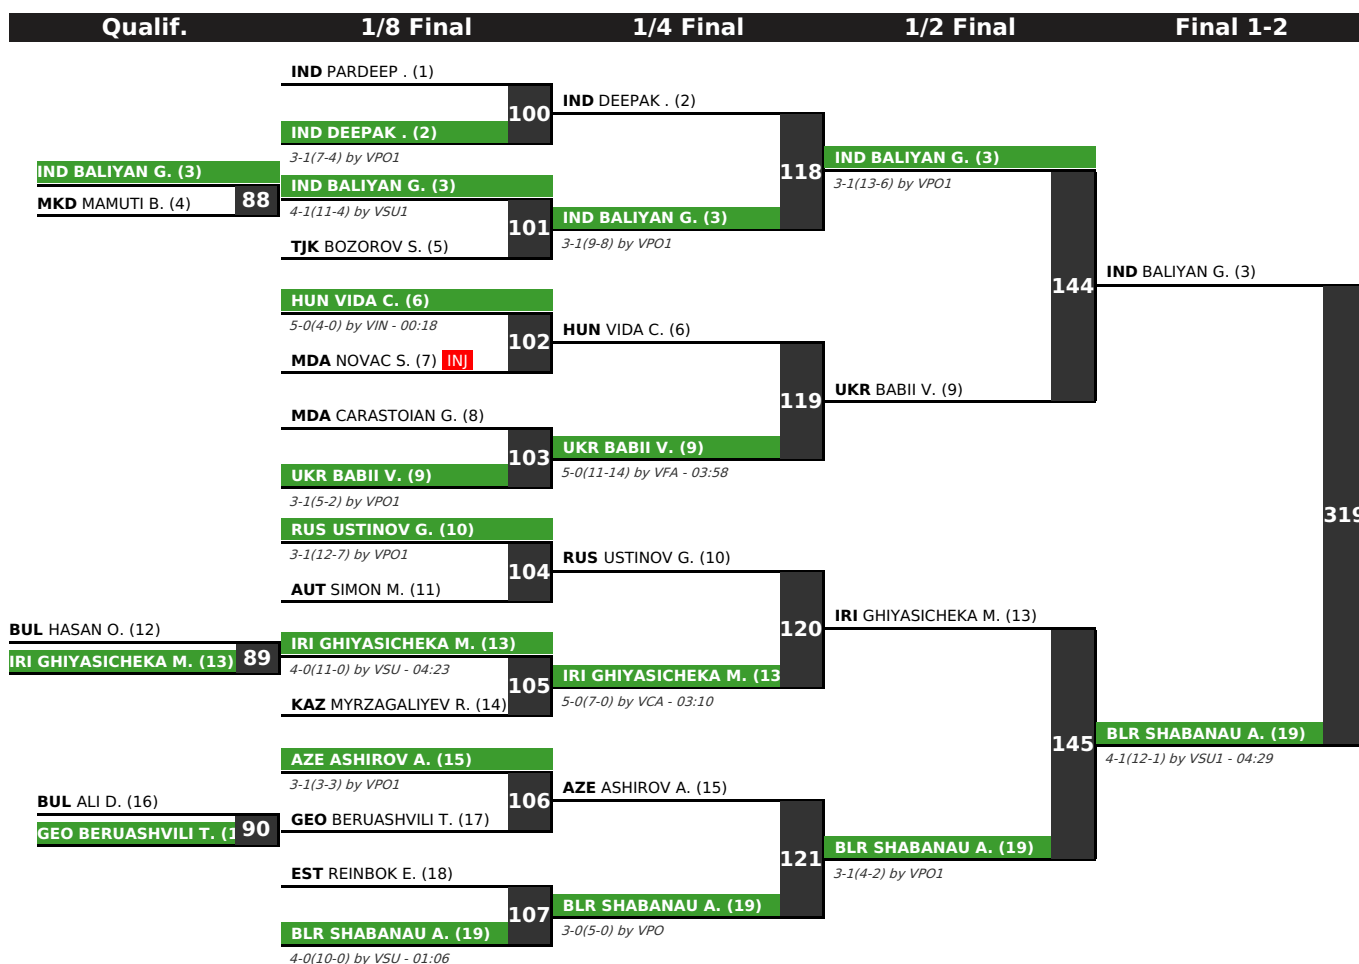 Qualif.
1/8 Final
1/4 Final
1/2 Final
Final 1-2
IND BALIYAN G. (3)
MKD MAMUTI B. (4)
88
BUL HASAN O. (12)
IRI GHIYASICHEKA M. (13)
89
BUL ALI D. (16)
GEO BERUASHVILI T. (1
90
IND PARDEEP . (1)
100
IND DEEPAK . (2)
3-1(7-4) by VPO1
IND BALIYAN G. (3)
4-1(11-4) by VSU1
101
TJK BOZOROV S. (5)
HUN VIDA C. (6)
5-0(4-0) by VIN - 00:18
102
MDA NOVAC S. (7) INJ
MDA CARASTOIAN G. (8)
103
UKR BABII V. (9)
3-1(5-2) by VPO1
RUS USTINOV G. (10)
3-1(12-7) by VPO1
104
AUT SIMON M. (11)
IRI GHIYASICHEKA M. (13)
4-0(11-0) by VSU - 04:23
105
KAZ MYRZAGALIYEV R. (14)
AZE ASHIROV A. (15)
3-1(3-3) by VPO1
106
GEO BERUASHVILI T. (17)
EST REINBOK E. (18)
107
BLR SHABANAU A. (19)
4-0(10-0) by VSU - 01:06
IND DEEPAK . (2)
118
IND BALIYAN G. (3)
3-1(9-8) by VPO1
HUN VIDA C. (6)
119
UKR BABII V. (9)
5-0(11-14) by VFA - 03:58
RUS USTINOV G. (10)
120
IRI GHIYASICHEKA M. (13
5-0(7-0) by VCA - 03:10
AZE ASHIROV A. (15)
121
BLR SHABANAU A. (19)
3-0(5-0) by VPO
IND BALIYAN G. (3)
3-1(13-6) by VPO1
144
UKR BABII V. (9)
IRI GHIYASICHEKA M. (13)
145
BLR SHABANAU A. (19)
3-1(4-2) by VPO1
IND BALIYAN G. (3)
319
BLR SHABANAU A. (19)
4-1(12-1) by VSU1 - 04:29